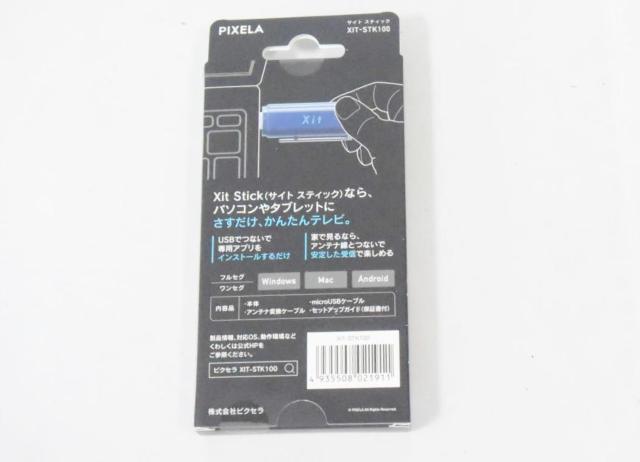 PIXELA
サイト スティック
XIT-STK100
Xit
Xit Stick(サイト スティック)なら、
パソコンやタブレットに
さすだけ、かんたんテレビ。
USBでつないで
専用アプリを
インストールするだけ
家で見るなら、
アンテナ線とつないで
安定した受信で楽しめる
フルセグ
ワンセグ
Windows
Mac
Android
内容品
・本体
・アンテナ変換ケーブル
・microUSBケーブル
・セットアップガイド(保証書付)
製品情報、対応OS、動作環境など
くわしくは公式HPを
ご参照ください。
ピクセラ XIT-STK100
XIT-STK100
4 935508 021911
株式会社ピクセラ
© PIXELA All Rights Reserved.